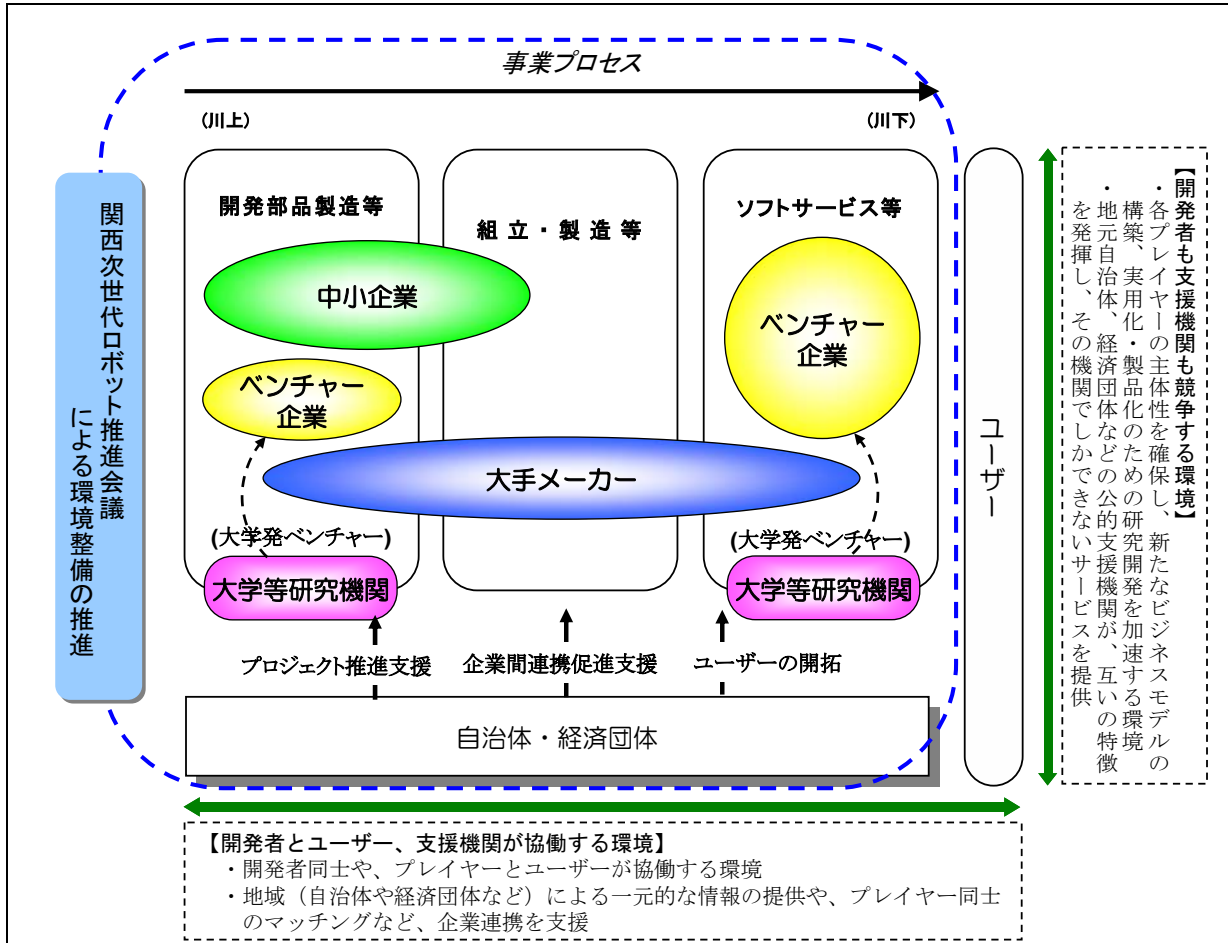 事業プロセス
(川上)
(川下)
関西次世代ロボット推進会議
による環境整備の推進
開発部品製造等
組立・製造等
ソフトサービス等
中小企業
ベンチャー
企業
ベンチャー
企業
大手メーカー
(大学発ベンチャー)
大学等研究機関
(大学発ベンチャー)
大学等研究機関
プロジェクト推進支援
企業間連携促進支援
ユーザーの開拓
自治体・経済団体
ユーザー
【開発者も支援機関も競争する環境】
・各プレイヤーの主体性を確保し、新たなビジネスモデルの
構築、実用化・製品化のための研究開発を加速する環境
・地元自治体、経済団体などの公的支援機関が、互いの特徴
を発揮し、その機関でしかできないサービスを提供
【開発者とユーザー、支援機関が協働する環境】
・開発者同士や、プレイヤーとユーザーが協働する環境
・地域（自治体や経済団体など）による一元的な情報の提供や、プレイヤー同士
のマッチングなど、企業連携を支援